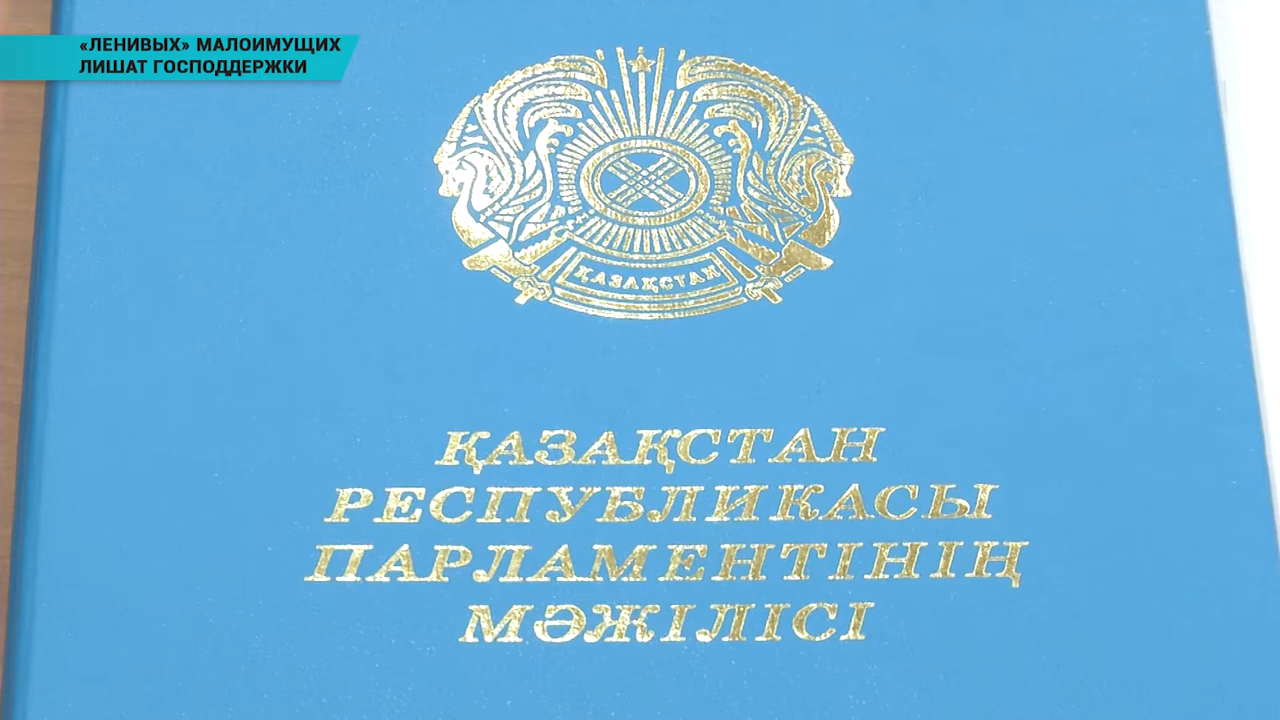 «ЛЕНИВЫХ» МАЛОИМУЩИХ
ЛИШАТ ГОСПОДДЕРЖКИ
ҚАЗАҚСТАН
ҚАЗАҚСТАН
РЕСПУБЛИКАСЫ
ПАРЛАМЕНТІНІҢ
МӘЖІЛІСІ